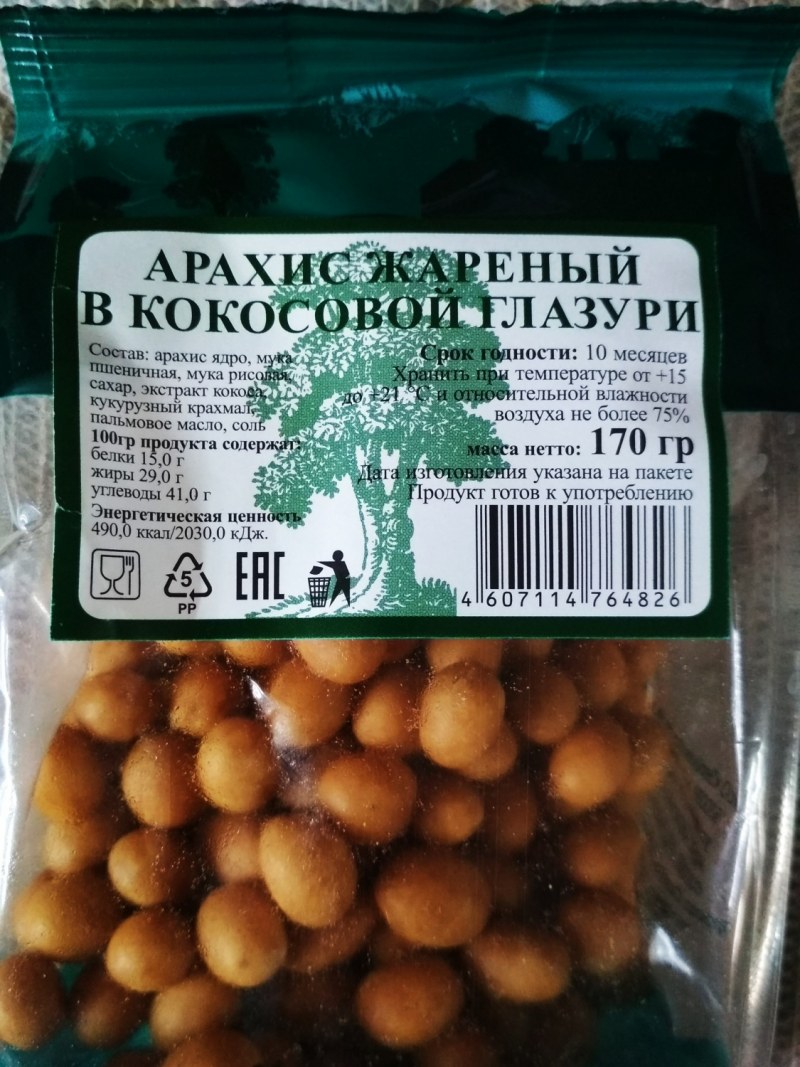 АРАХИС ЖАРЕНЫЙ
В КОКОСОВОЙ ГЛАЗУРИ
Состав: арахис ядро, мука
пшеничная, мука рисовая,
сахар, экстракт кокоса,
кукурузный крахмал,
пальмовое масло, соль
100гр продукта содержат:
белки 15,0 г
жиры 29,0 г
углеводы 41,0 г
Энергетическая ценность
490,0 ккал/2030,0 кДж.
Срок годности: 10 месяцев
Хранить при температуре от +15
до +21 °С и относительной влажности
воздуха не более 75%
масса нетто: 170 гр
Дата изготовления указана на пакете
Продукт готов к употреблению
5
PP
EAC
4 607114 764826